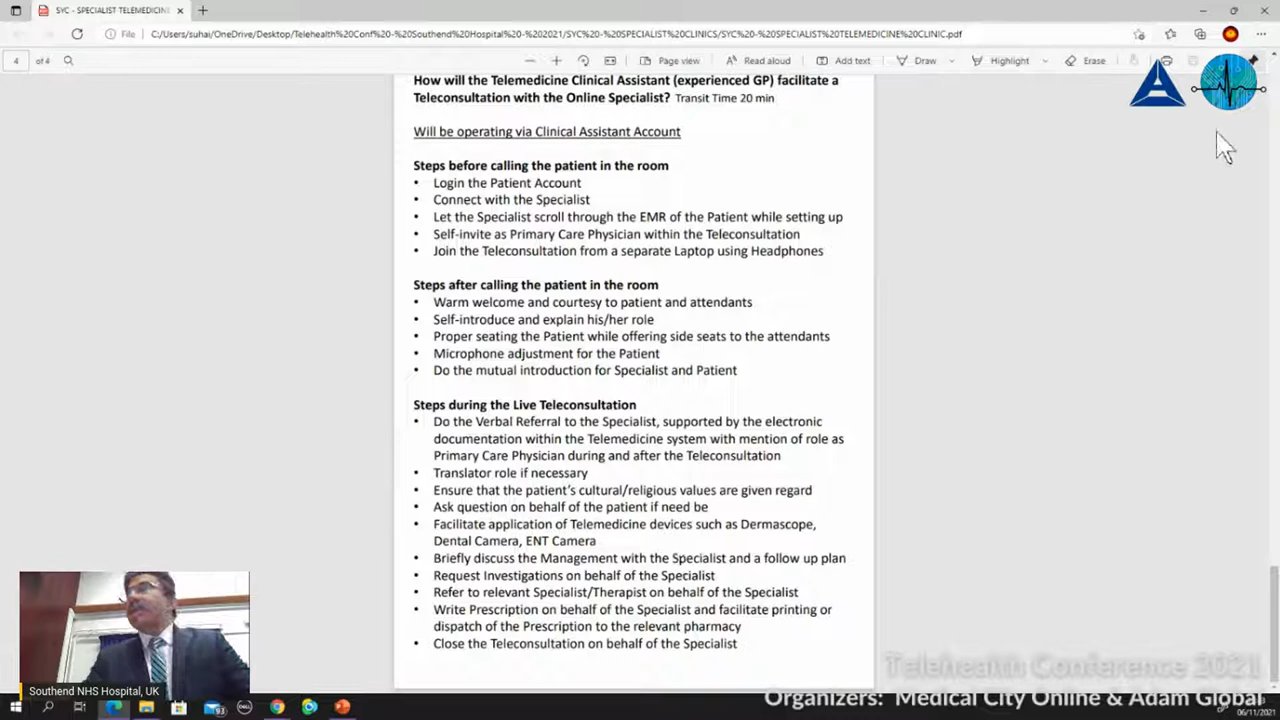 SYC - SPECIALIST TELEMEDICINE
File
C:/Users/suhai/OneDrive/Desktop/Telehealth%20Conf%20-%20Southend%20Hospital%20-%202021/SYC%20-%20SPECIALIST%20CLINICS/SYC%20-%20SPECIALIST%20TELEMEDICINE%20CLINIC.pdf
4 of 4 Page view Read aloud Add text Draw Highlight Erase
How will the Telemedicine Clinical Assistant (experienced GP) facilitate a
Teleconsultation with the Online Specialist? Transit Time 20 min
Will be operating via Clinical Assistant Account
Steps before calling the patient in the room
• Login the Patient Account
• Connect with the Specialist
• Let the Specialist scroll through the EMR of the Patient while setting up
• Self-invite as Primary Care Physician within the Teleconsultation
• Join the Teleconsultation from a separate Laptop using Headphones
Steps after calling the patient in the room
• Warm welcome and courtesy to patient and attendants
• Self-introduce and explain his/her role
• Proper seating the Patient while offering side seats to the attendants
• Microphone adjustment for the Patient
• Do the mutual introduction for Specialist and Patient
Steps during the Live Teleconsultation
• Do the Verbal Referral to the Specialist, supported by the electronic
documentation within the Telemedicine system with mention of role as
Primary Care Physician during and after the Teleconsultation
• Translator role if necessary
• Ensure that the patient's cultural/religious values are given regard
• Ask question on behalf of the patient if need be
• Facilitate application of Telemedicine devices such as Dermascope,
Dental Camera, ENT Camera
• Briefly discuss the Management with the Specialist and a follow up plan
• Request Investigations on behalf of the Specialist
• Refer to relevant Specialist/Therapist on behalf of the Specialist
• Write Prescription on behalf of the Specialist and facilitate printing or
dispatch of the Prescription to the relevant pharmacy
• Close the Teleconsultation on behalf of the Specialist
Southend NHS Hospital, UK
Telehealth Conference 2021
Organizers: Medical City Online & Adam Global
93
DELL
06/11/2021